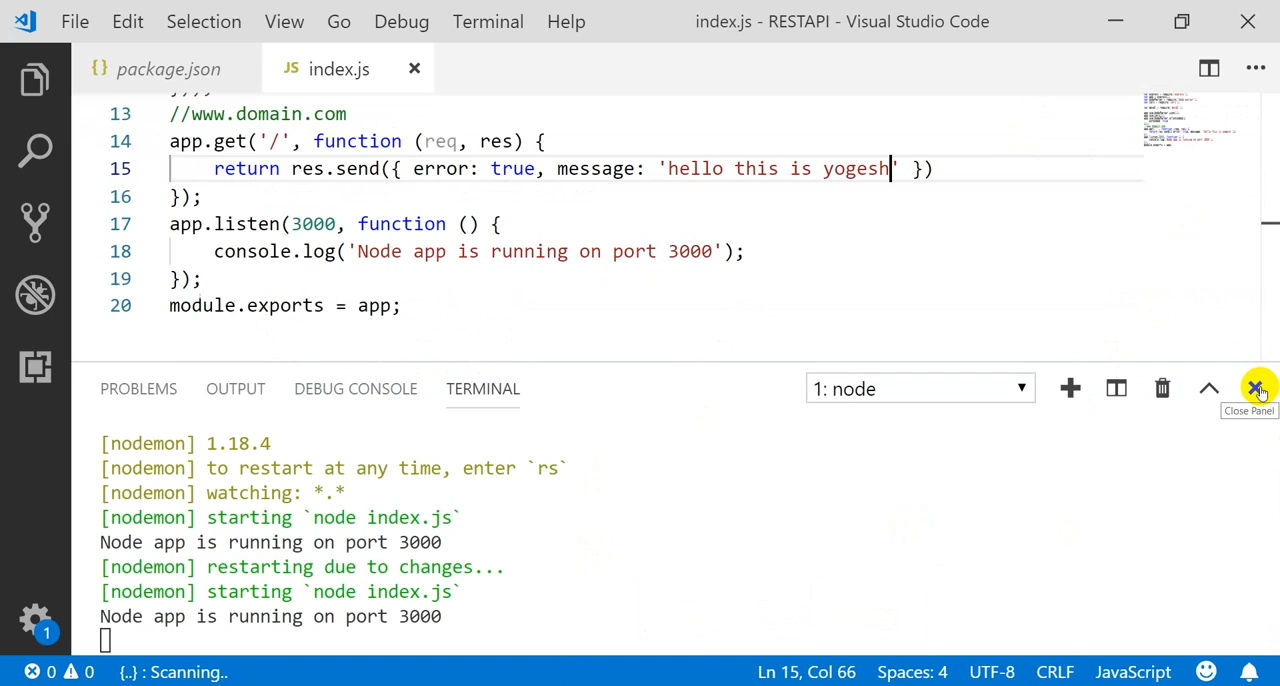 File Edit Selection View Go Debug Terminal Help index.js - RESTAPI - Visual Studio Code
{} package.json JS index.js
13 //www.domain.com
14 app.get('/', function (req, res) {
15 return res.send({ error: true, message: 'hello this is yogesh' })
16 });
17 app.listen(3000, function () {
18 console.log('Node app is running on port 3000');
19 });
20 module.exports = app;
PROBLEMS OUTPUT DEBUG CONSOLE TERMINAL 1: node
Close Panel
[nodemon] 1.18.4
[nodemon] to restart at any time, enter `rs`
[nodemon] watching: *.*
[nodemon] starting `node index.js`
Node app is running on port 3000
[nodemon] restarting due to changes...
[nodemon] starting `node index.js`
Node app is running on port 3000
1
0 0 {..} : Scanning.. Ln 15, Col 66 Spaces: 4 UTF-8 CRLF JavaScript